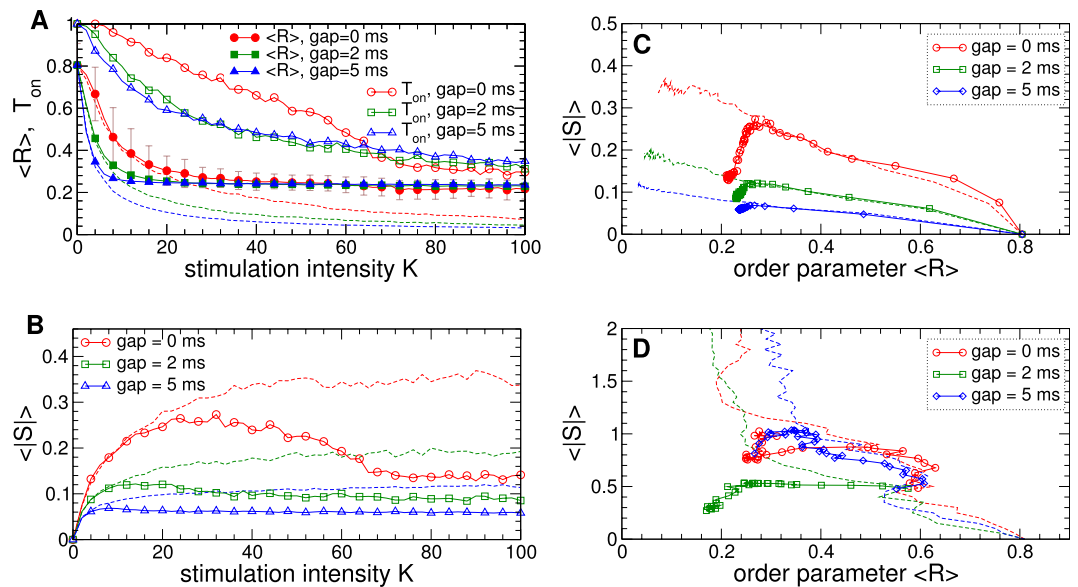 A
1
0.8
0.6
0.4
0.2
0
<R>, T_on
<R>, gap=0 ms
<R>, gap=2 ms
<R>, gap=5 ms
T_on, gap=0 ms
T_on, gap=2 ms
T_on, gap=5 ms
0 20 40 60 80 100
stimulation intensity K
C
0.5
0.4
0.3
0.2
0.1
0
<|S|>
gap = 0 ms
gap = 2 ms
gap = 5 ms
0 0.2 0.4 0.6 0.8
order parameter <R>
B
0.4
0.3
0.2
0.1
0
<|S|>
gap = 0 ms
gap = 2 ms
gap = 5 ms
0 20 40 60 80 100
stimulation intensity K
D
2
1.5
1
0.5
0
<|S|>
gap = 0 ms
gap = 2 ms
gap = 5 ms
0 0.2 0.4 0.6 0.8
order parameter <R>